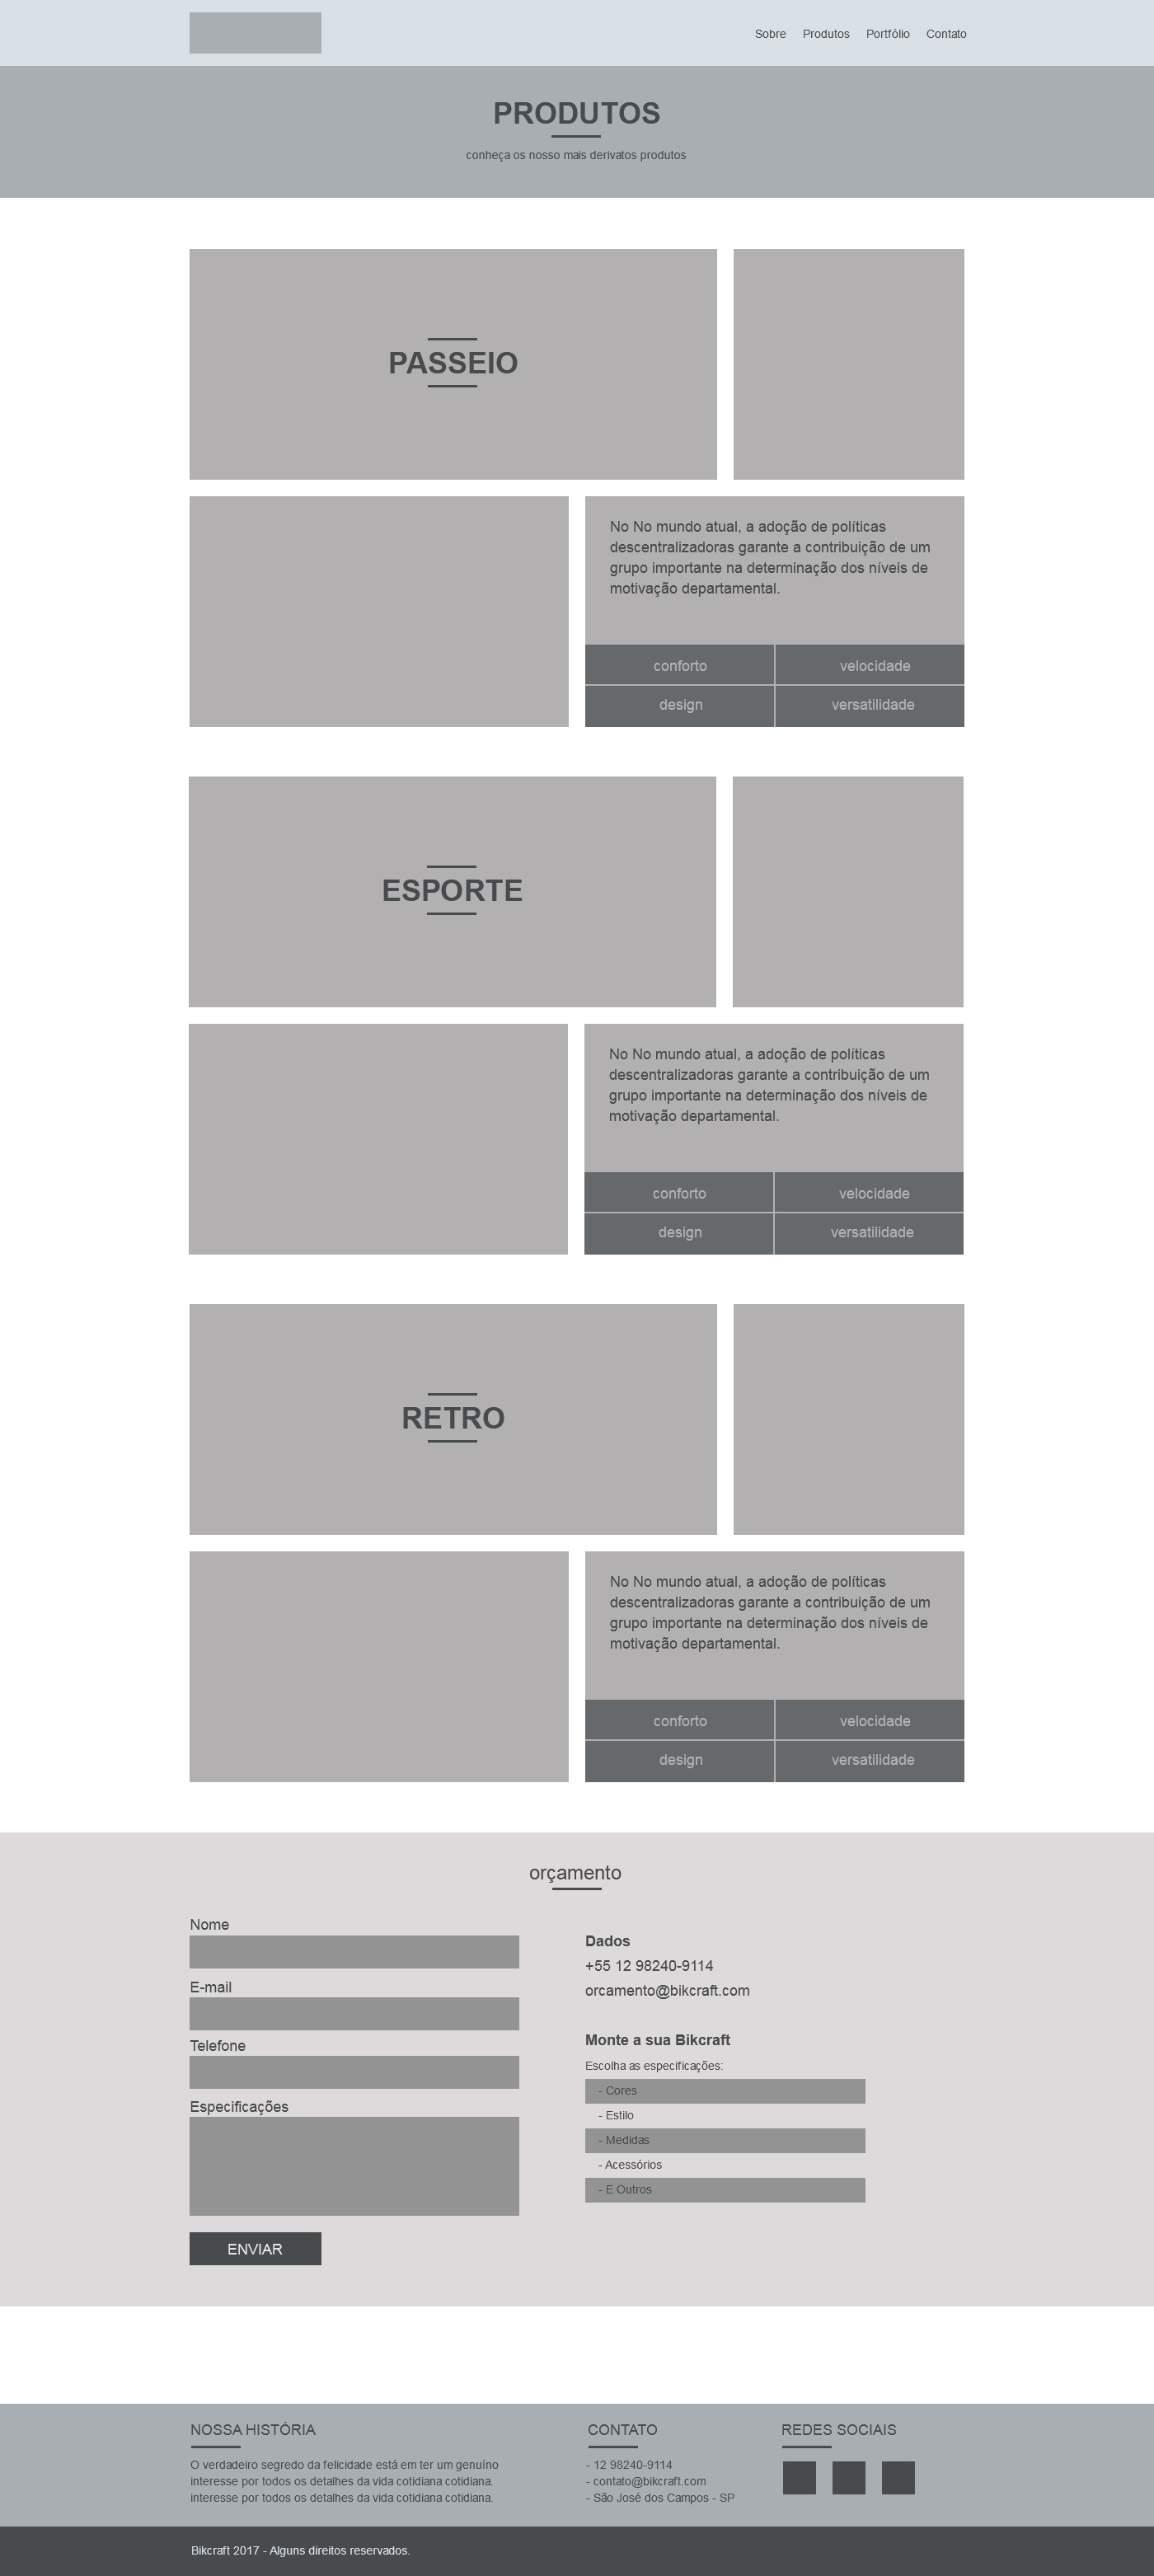 Sobre Produtos Portfólio Contato
PRODUTOS
conheça os nosso mais derivatos produtos
PASSEIO
No No mundo atual, a adoção de políticas
descentralizadoras garante a contribuição de um
grupo importante na determinação dos níveis de
motivação departamental.
conforto velocidade
design versatilidade
ESPORTE
No No mundo atual, a adoção de políticas
descentralizadoras garante a contribuição de um
grupo importante na determinação dos níveis de
motivação departamental.
conforto velocidade
design versatilidade
RETRO
No No mundo atual, a adoção de políticas
descentralizadoras garante a contribuição de um
grupo importante na determinação dos níveis de
motivação departamental.
conforto velocidade
design versatilidade
orçamento
Nome
E-mail
Telefone
Especificações
ENVIAR
Dados
+55 12 98240-9114
orcamento@bikcraft.com
Monte a sua Bikcraft
Escolha as especificações:
- Cores
- Estilo
- Medidas
- Acessórios
- E Outros
NOSSA HISTÓRIA
O verdadeiro segredo da felicidade está em ter um genuíno
interesse por todos os detalhes da vida cotidiana cotidiana.
interesse por todos os detalhes da vida cotidiana cotidiana.
CONTATO
- 12 98240-9114
- contato@bikcraft.com
- São José dos Campos - SP
REDES SOCIAIS
Bikcraft 2017 - Alguns direitos reservados.